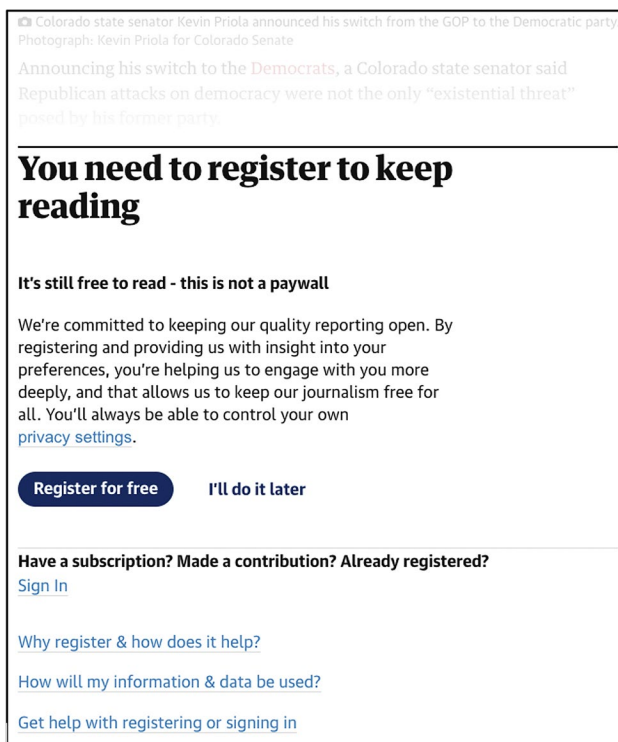 Colorado state senator Kevin Priola announced his switch from the GOP to the Democratic party
Photograph: Kevin Priola for Colorado Senate
Announcing his switch to the Democrats, a Colorado state senator said
Republican attacks on democracy were not the only “existential threat”
posed by his former party.
You need to register to keep
reading
It’s still free to read - this is not a paywall
We’re committed to keeping our quality reporting open. By
registering and providing us with insight into your
preferences, you’re helping us to engage with you more
deeply, and that allows us to keep our journalism free for
all. You’ll always be able to control your own
privacy settings.
Register for free I’ll do it later
Have a subscription? Made a contribution? Already registered?
Sign In
Why register & how does it help?
How will my information & data be used?
Get help with registering or signing in